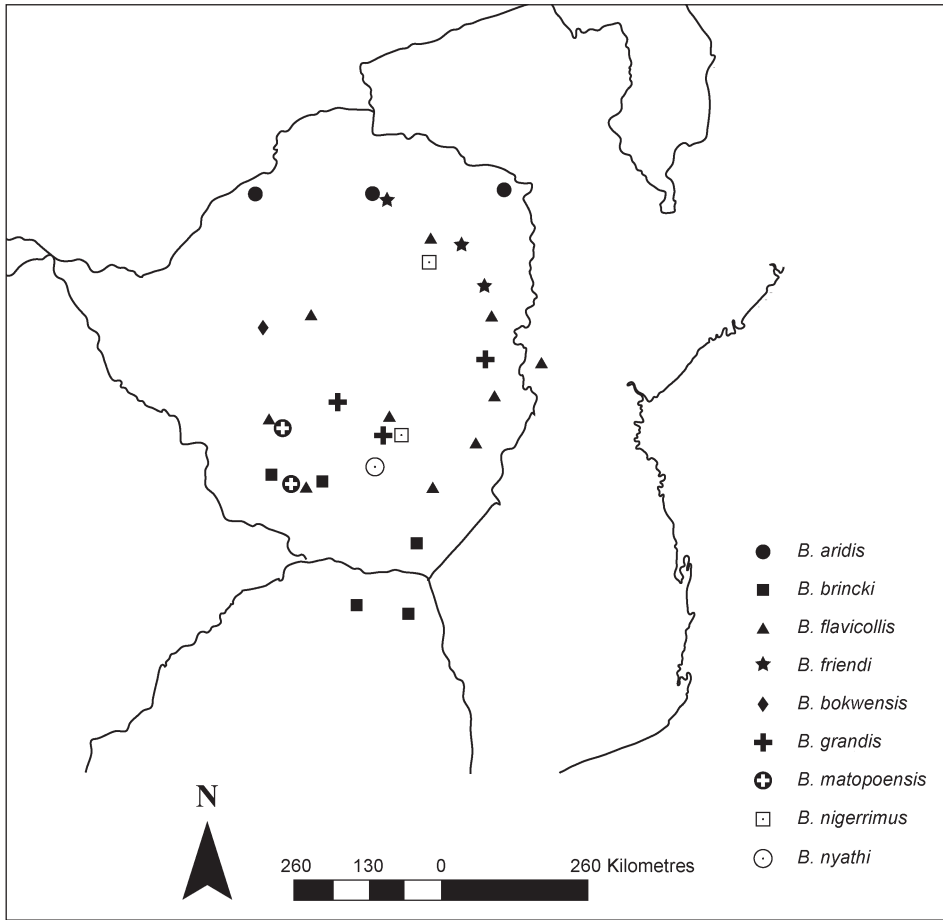 B. aridis
B. brincki
B. flavicollis
B. friendi
B. bokwensis
B. grandis
B. matopoensis
B. nigerrimus
B. nyathi
N
260 130 0 260 Kilometres